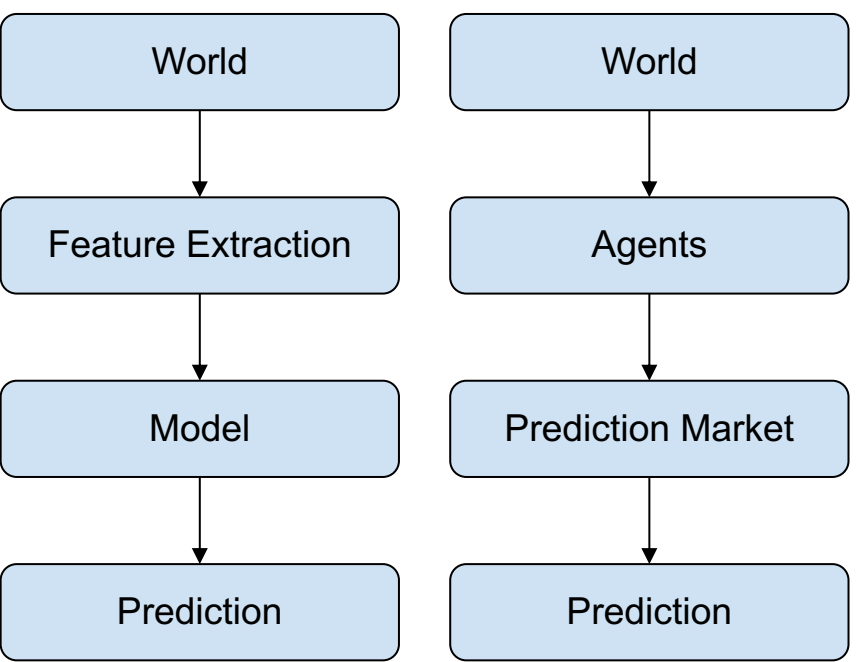 World
Feature Extraction
Model
Prediction
World
Agents
Prediction Market
Prediction